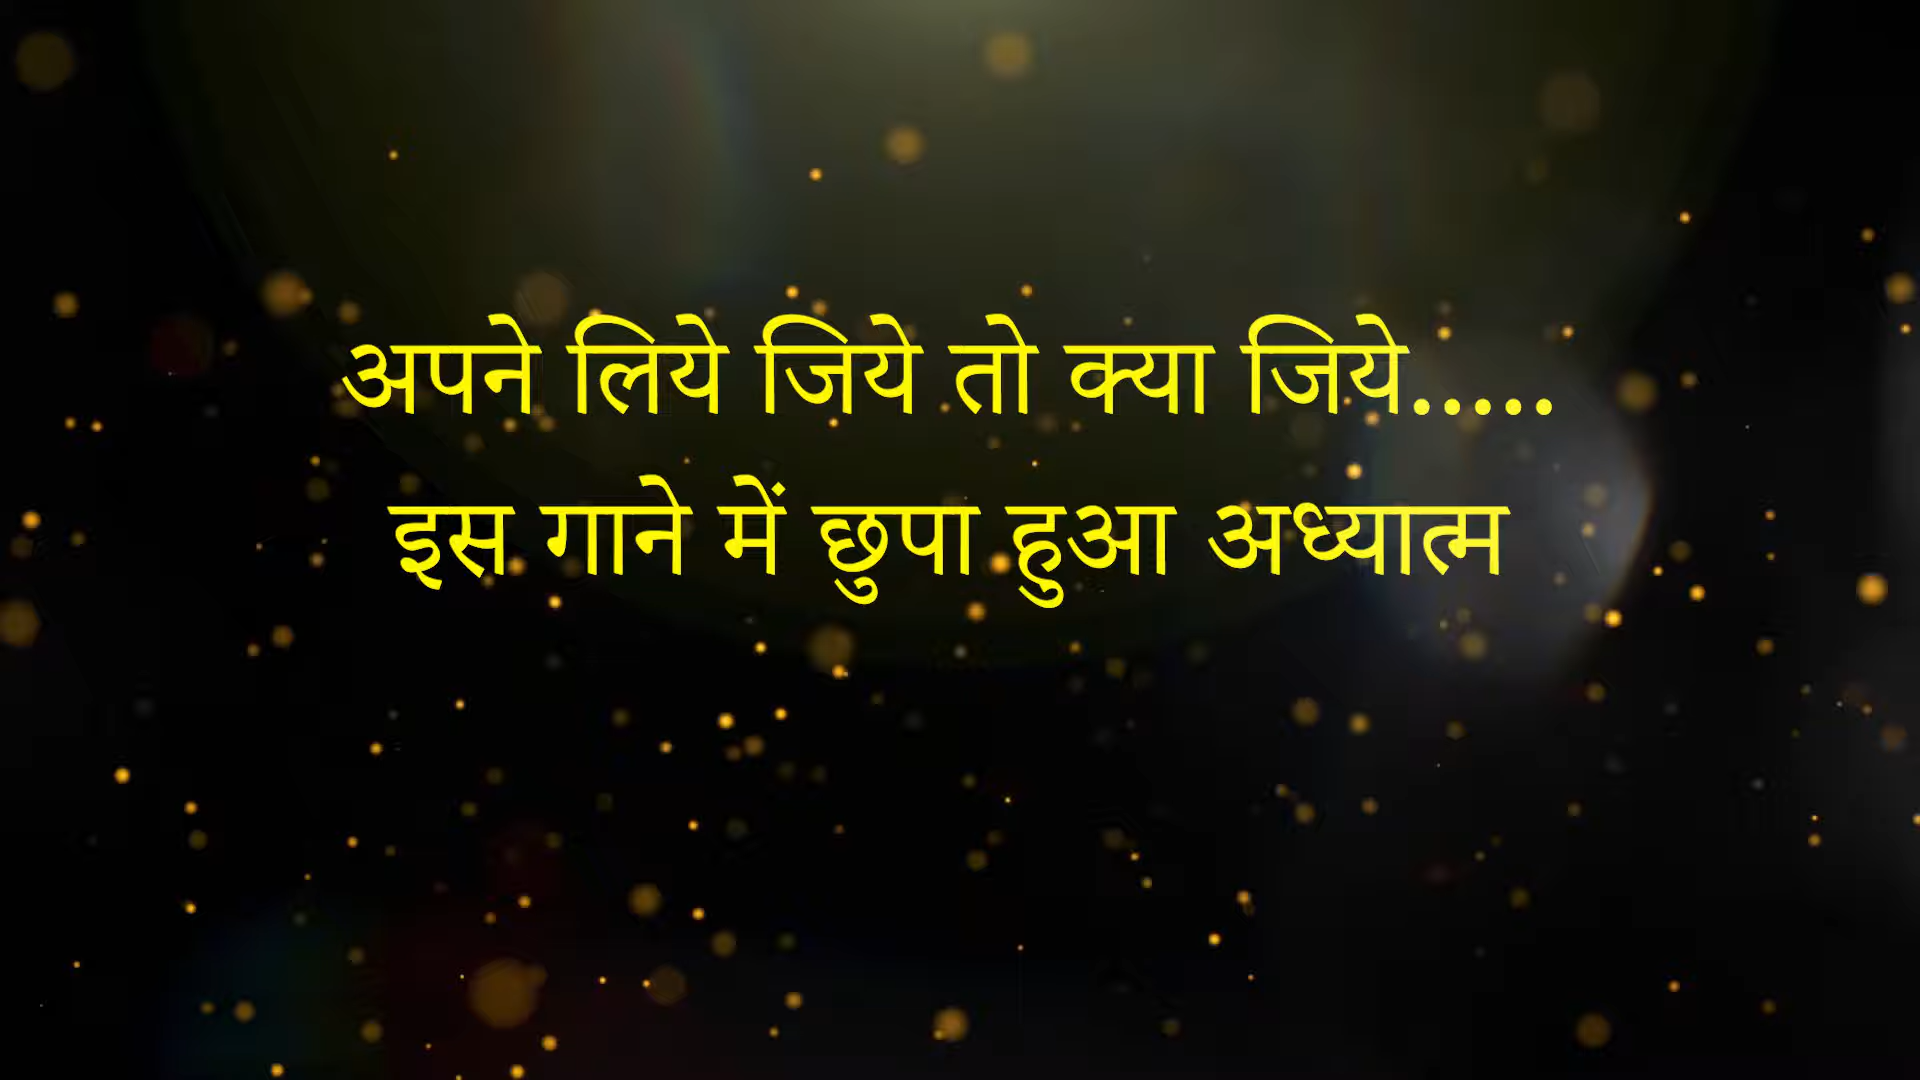 अपने लिये जिये तो क्या जिये.....
इस गाने में छुपा हुआ अध्यात्म